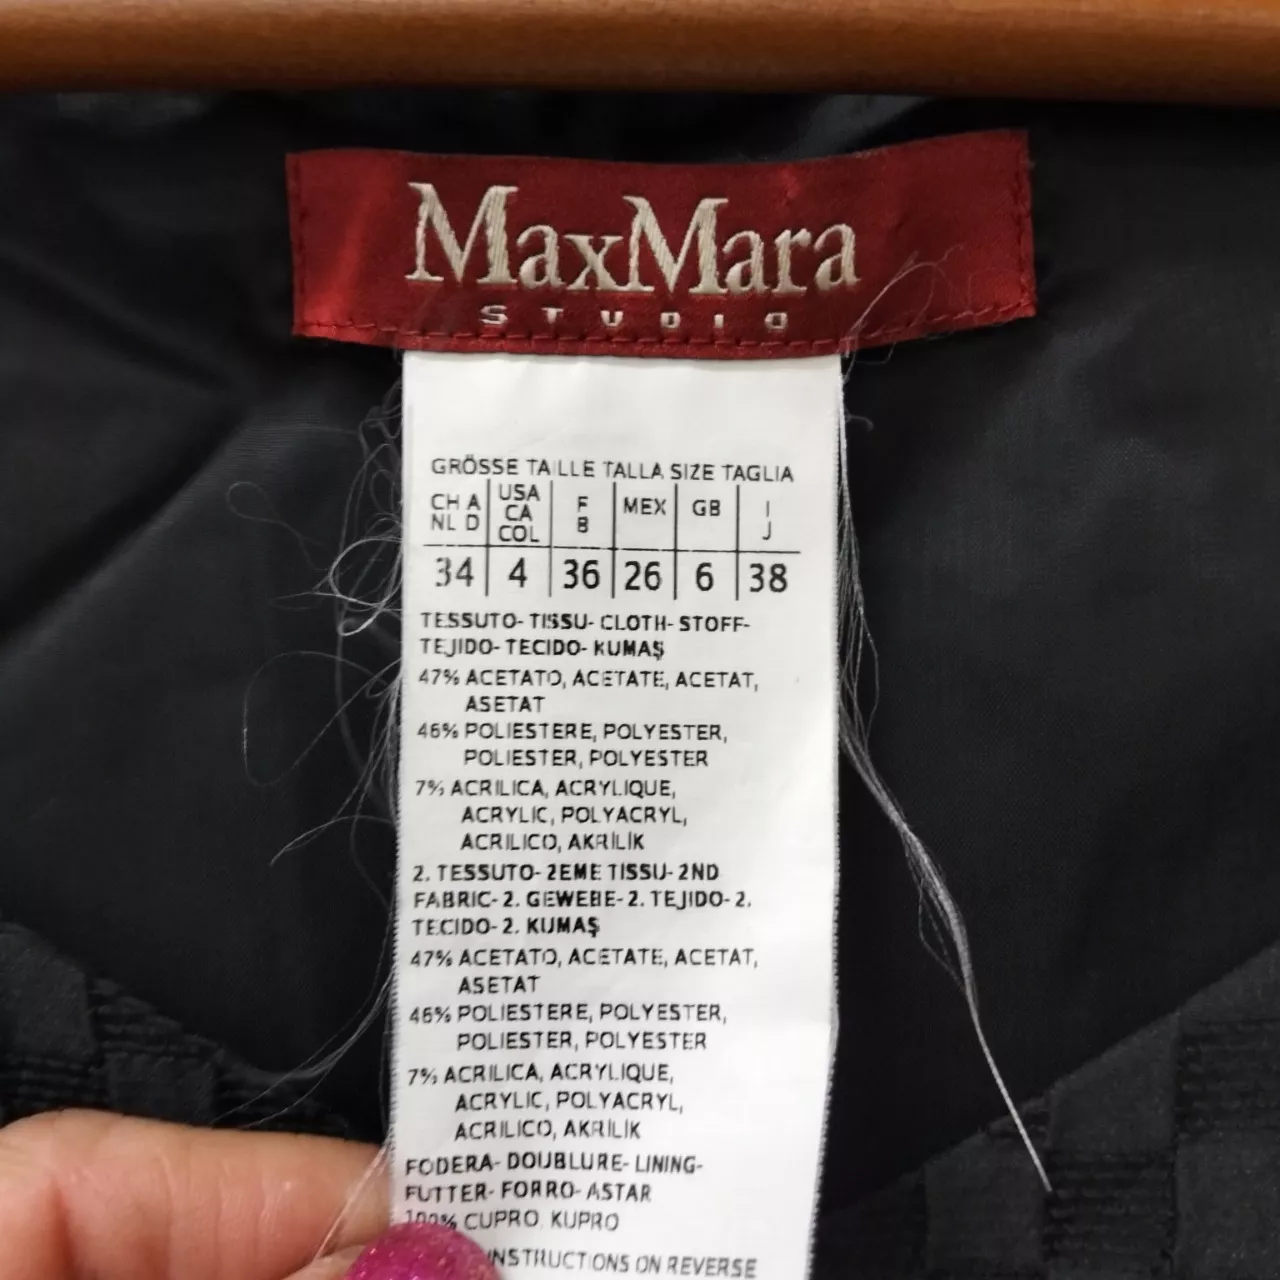 MaxMara
STUDIO
GRÖSSE TAILLE TALLA SIZE TAGLIA
CH A NL D | USA CA COL | F B | MEX | GB | I J
34 | 4 | 36 | 26 | 6 | 38
TESSUTO- TISSU- CLOTH- STOFF-
TEJIDO- TECIDO- KUMAŞ
47% ACETATO, ACETATE, ACETAT,
ASETAT
46% POLIESTERE, POLYESTER,
POLIESTER, POLYESTER
7% ACRILICA, ACRYLIQUE,
ACRYLIC, POLYACRYL,
ACRILICO, AKRİLİK
2. TESSUTO- 2EME TISSU- 2ND
FABRIC- 2. GEWEBE- 2. TEJIDO- 2.
TECIDO- 2. KUMAŞ
47% ACETATO, ACETATE, ACETAT,
ASETAT
46% POLIESTERE, POLYESTER,
POLIESTER, POLYESTER
7% ACRILICA, ACRYLIQUE,
ACRYLIC, POLYACRYL,
ACRILICO, AKRİLİK
FODERA- DOUBLURE- LINING-
FUTTER- FORRO- ASTAR
100% CUPRO, KUPRO
INSTRUCTIONS ON REVERSE